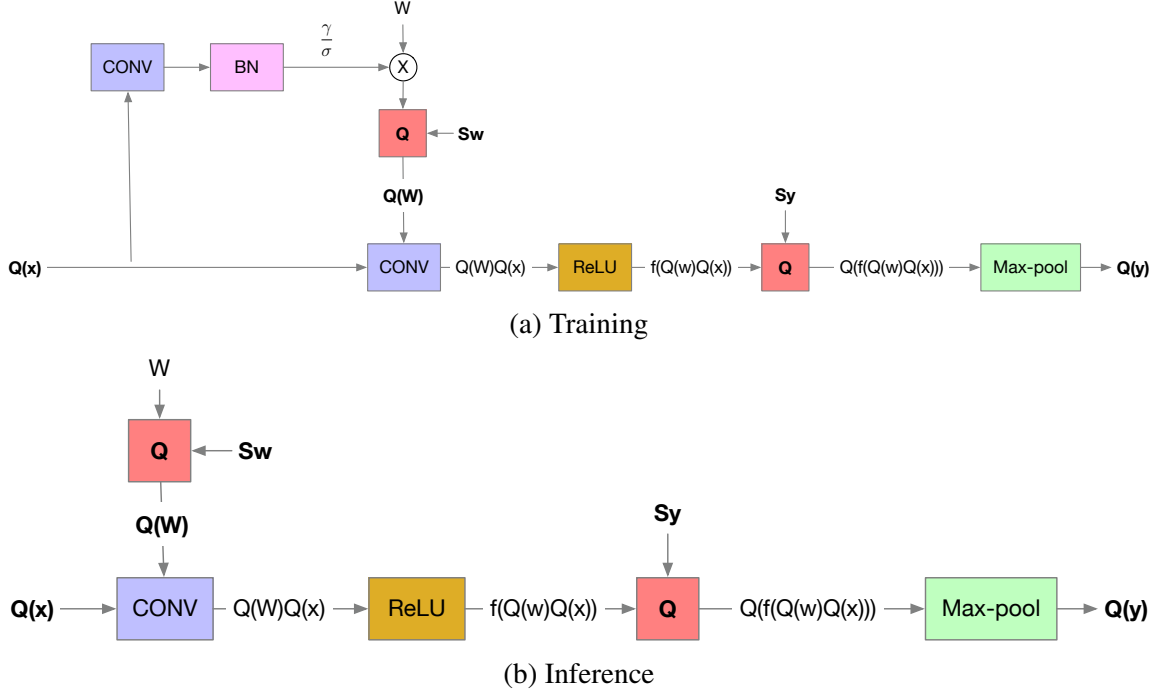 W
γ/σ
CONV
BN
X
Q
Sw
Q(W)
Sy
Q(x)
CONV
Q(W)Q(x)
ReLU
f(Q(w)Q(x))
Q
Q(f(Q(w)Q(x)))
Max-pool
Q(y)
(a) Training
W
Q
Sw
Q(W)
Sy
Q(x)
CONV
Q(W)Q(x)
ReLU
f(Q(w)Q(x))
Q
Q(f(Q(w)Q(x)))
Max-pool
Q(y)
(b) Inference